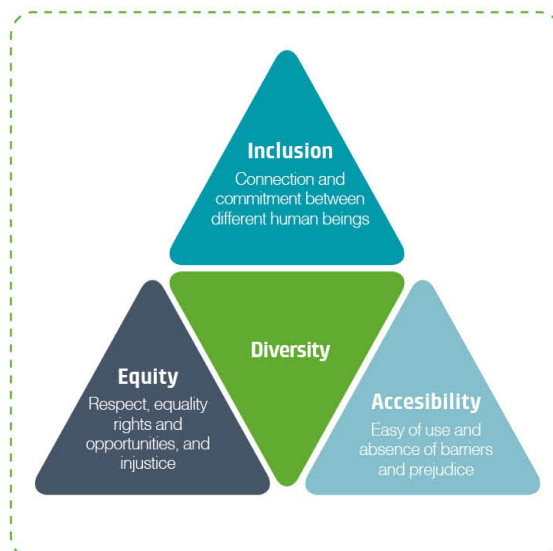 Inclusion
Connection and
commitment between
different human beings
Diversity
Equity
Respect, equality
rights and
opportunities, and
injustice
Accesibility
Easy of use and
absence of barriers
and prejudice